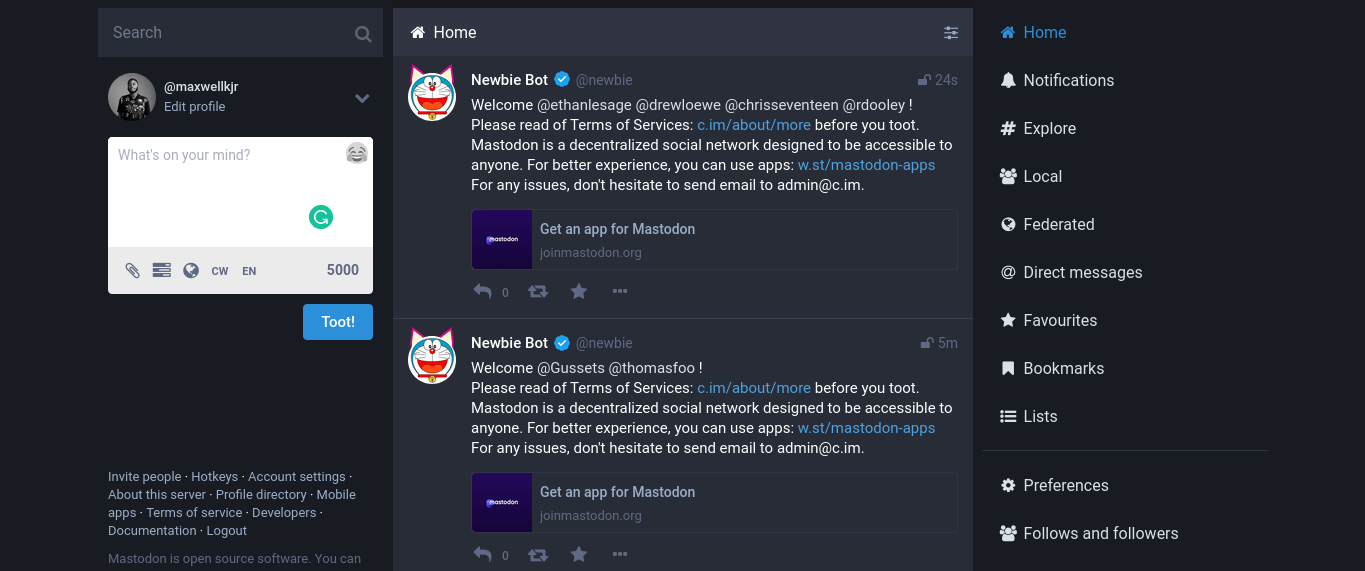 Search
@maxwellkjr
Edit profile
What's on your mind?
CW EN 5000
Toot!
Invite people · Hotkeys · Account settings ·
About this server · Profile directory · Mobile
apps · Terms of service · Developers ·
Documentation · Logout
Mastodon is open source software. You can
Home
Newbie Bot @newbie 24s
Welcome @ethanlesage @drewloewe @chrisseventeen @rdooley !
Please read of Terms of Services: c.im/about/more before you toot.
Mastodon is a decentralized social network designed to be accessible to
anyone. For better experience, you can use apps: w.st/mastodon-apps
For any issues, don't hesitate to send email to admin@c.im.
mastodon
Get an app for Mastodon
joinmastodon.org
0
Newbie Bot @newbie 5m
Welcome @Gussets @thomasfoo !
Please read of Terms of Services: c.im/about/more before you toot.
Mastodon is a decentralized social network designed to be accessible to
anyone. For better experience, you can use apps: w.st/mastodon-apps
For any issues, don't hesitate to send email to admin@c.im.
mastodon
Get an app for Mastodon
joinmastodon.org
0
Home
Notifications
# Explore
Local
Federated
@ Direct messages
Favourites
Bookmarks
Lists
Preferences
Follows and followers